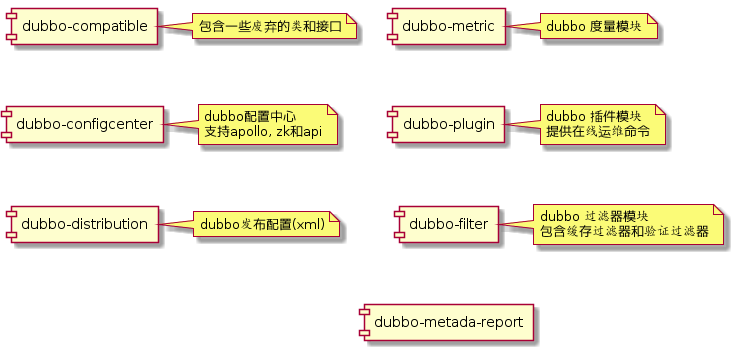 dubbo-compatible
包含一些废弃的类和接口
dubbo-metric
dubbo 度量模块
dubbo-configcenter
dubbo配置中心
支持apollo, zk和api
dubbo-plugin
dubbo 插件模块
提供在线运维命令
dubbo-distribution
dubbo发布配置(xml)
dubbo-filter
dubbo 过滤器模块
包含缓存过滤器和验证过滤器
dubbo-metada-report